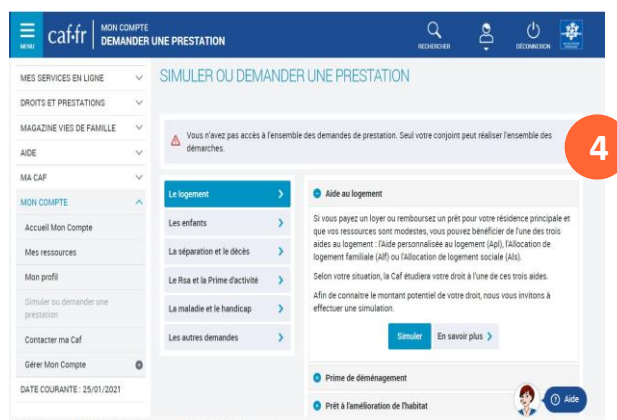 MENU
caf.fr
MON COMPTE
DEMANDER UNE PRESTATION
RECHERCHER
DÉCONNEXION
MES SERVICES EN LIGNE
DROITS ET PRESTATIONS
MAGAZINE VIES DE FAMILLE
AIDE
MA CAF
MON COMPTE
Accueil Mon Compte
Mes ressources
Mon profil
Simuler ou demander une
prestation
Contacter ma Caf
Gérer Mon Compte
DATE COURANTE : 25/01/2021
SIMULER OU DEMANDER UNE PRESTATION
Vous n'avez pas accès à l'ensemble des demandes de prestation. Seul votre conjoint peut réaliser l'ensemble des
démarches.
4
Le logement
Les enfants
La séparation et le décès
Le Rsa et la Prime d'activité
La maladie et le handicap
Les autres demandes
Aide au logement
Si vous payez un loyer ou remboursez un prêt pour votre résidence principale et
que vos ressources sont modestes, vous pouvez bénéficier de l'une des trois
aides au logement : l'Aide personnalisée au logement (Apl), l'Allocation de
logement familiale (Alf) ou l'Allocation de logement sociale (Als).
Selon votre situation, la Caf étudiera votre droit à l'une de ces trois aides.
Afin de connaitre le montant potentiel de votre droit, nous vous invitons à
effectuer une simulation.
Simuler
En savoir plus
Prime de déménagement
Prêt à l'amélioration de l'habitat
Aide